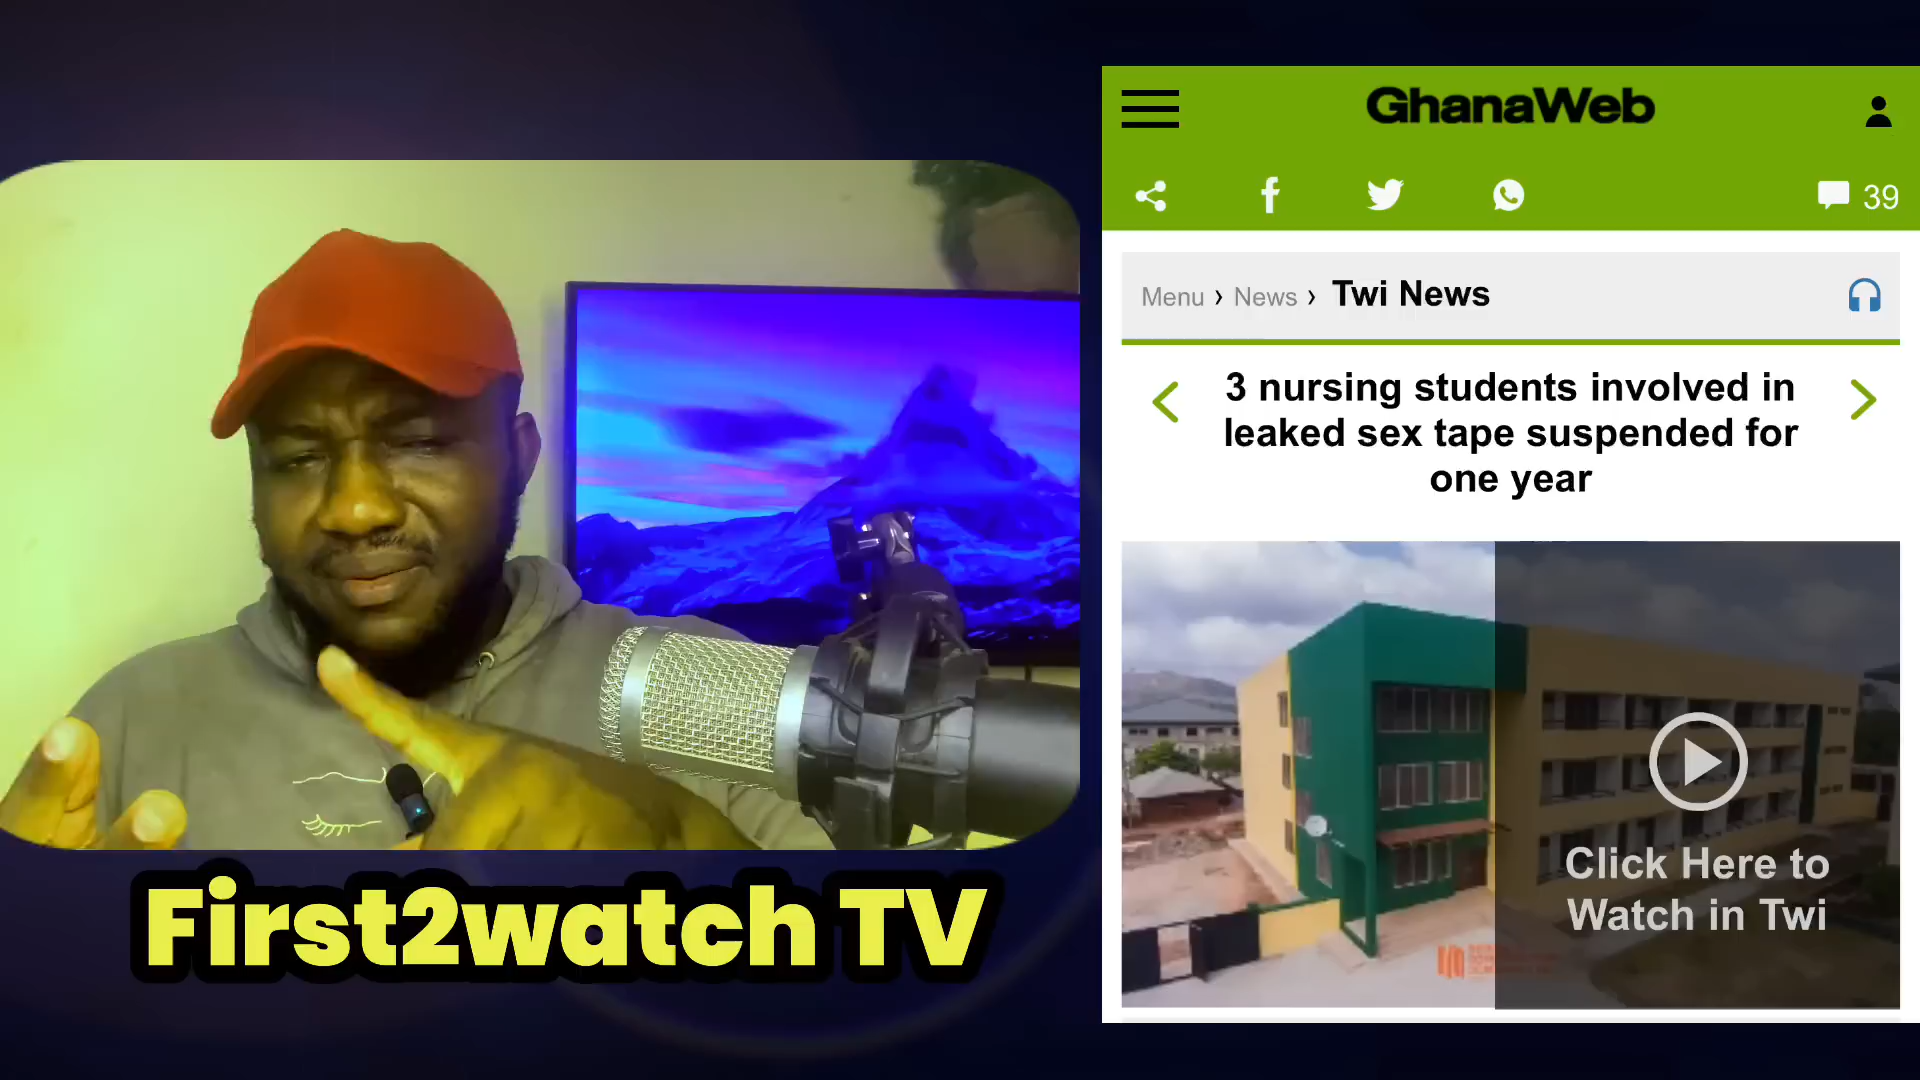 First2watch TV
GhanaWeb
39
Menu › News › Twi News
3 nursing students involved in
leaked sex tape suspended for
one year
Click Here to
Watch in Twi